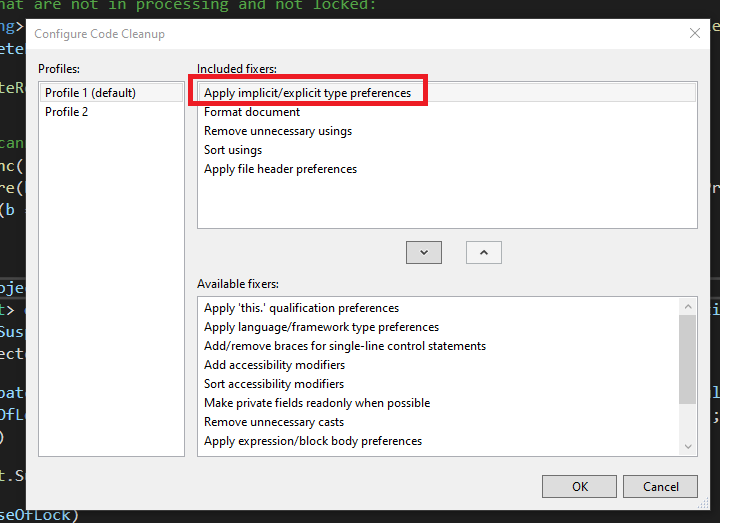 hat are not in processing and not locked:
Configure Code Cleanup
Profiles:
Profile 1 (default)
Profile 2
Included fixers:
Apply implicit/explicit type preferences
Format document
Remove unnecessary usings
Sort usings
Apply file header preferences
Available fixers:
Apply 'this.' qualification preferences
Apply language/framework type preferences
Add/remove braces for single-line control statements
Add accessibility modifiers
Sort accessibility modifiers
Make private fields readonly when possible
Remove unnecessary casts
Apply expression/block body preferences
OK
Cancel
seOfLock)